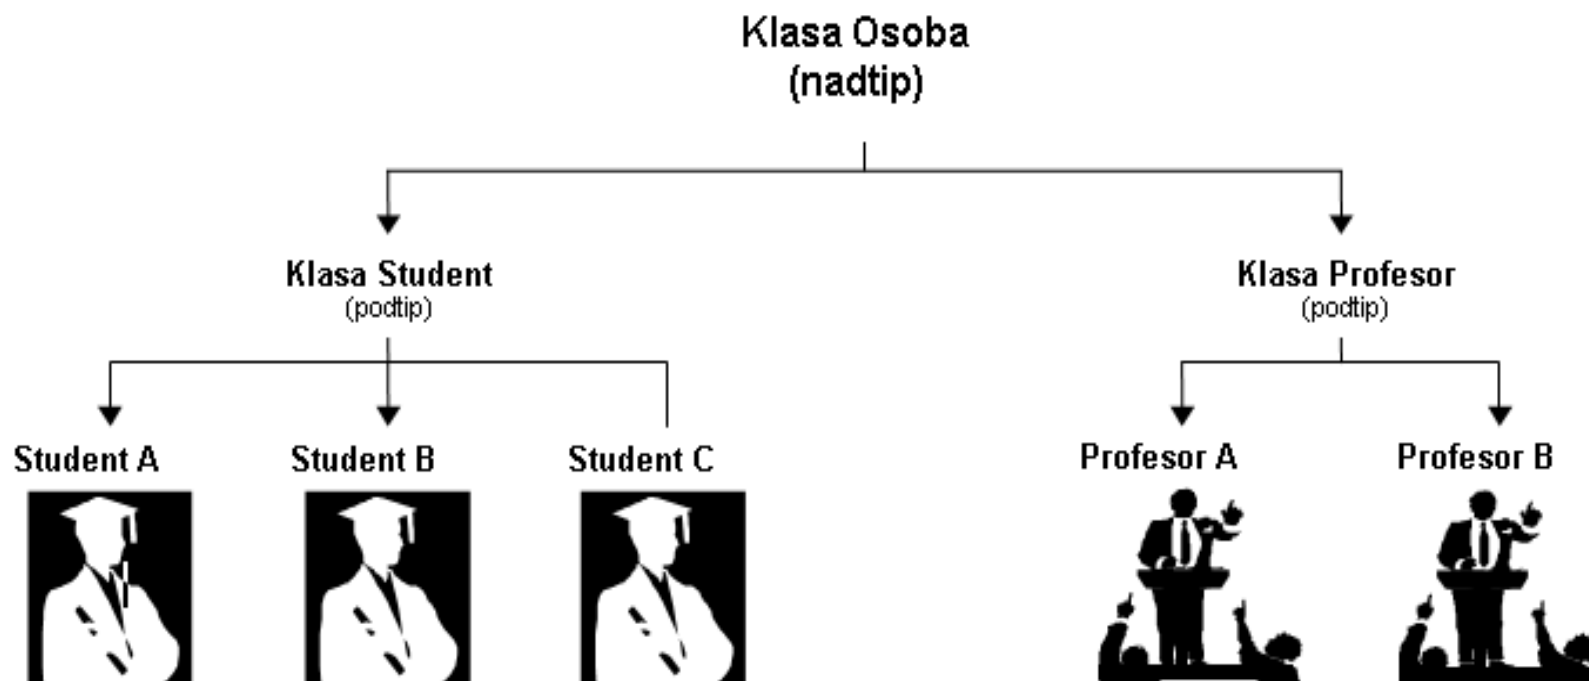 Klasa Osoba
(nadtip)
Klasa Student
(podtip)
Klasa Profesor
(podtip)
Student A
Student B
Student C
Profesor A
Profesor B